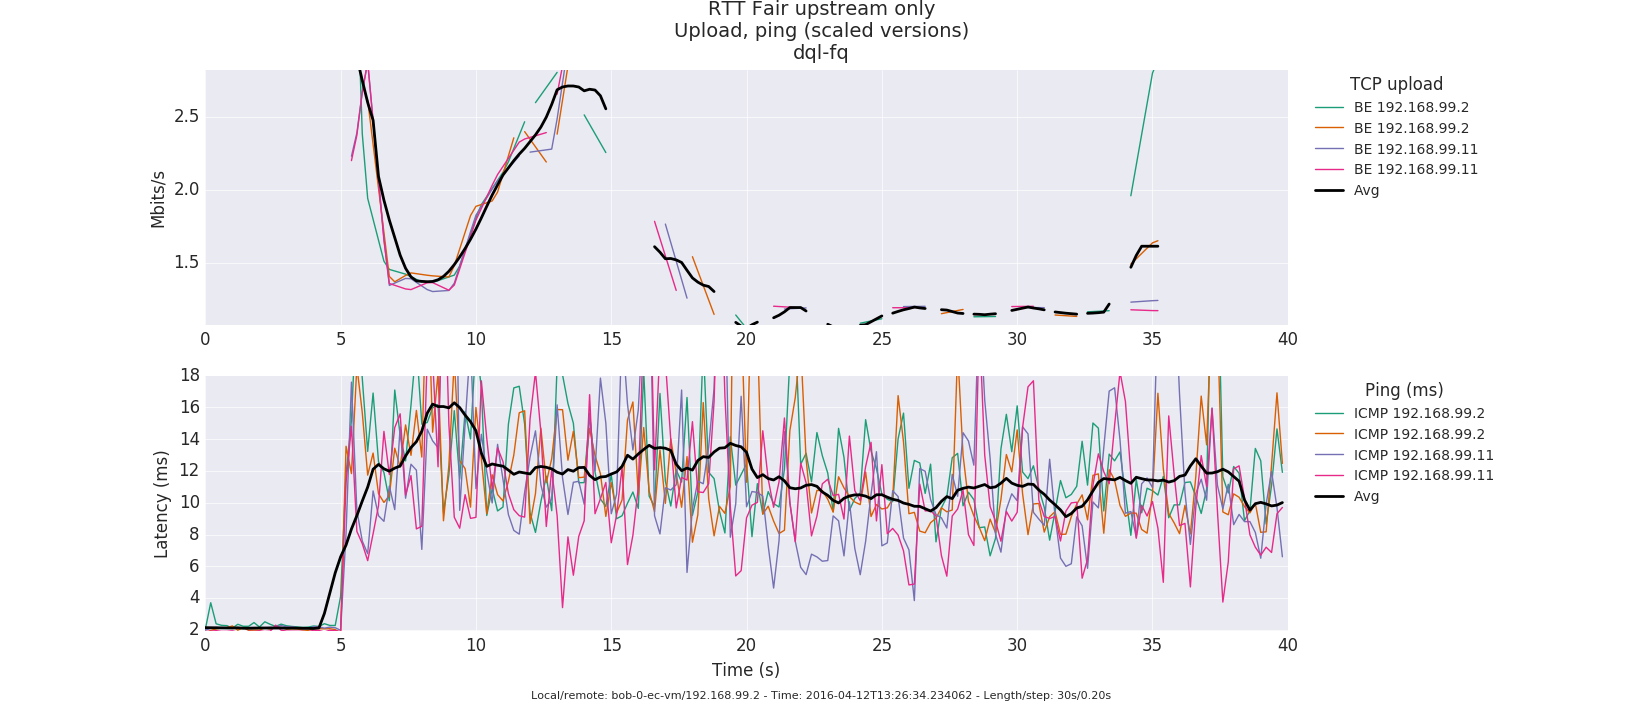 RTT Fair upstream only
Upload, ping (scaled versions)
dql-fq
TCP upload
BE 192.168.99.2
BE 192.168.99.2
BE 192.168.99.11
BE 192.168.99.11
Avg
Mbits/s
2.5
2.0
1.5
0 5 10 15 20 25 30 35 40
Ping (ms)
ICMP 192.168.99.2
ICMP 192.168.99.2
ICMP 192.168.99.11
ICMP 192.168.99.11
Avg
Latency (ms)
18
16
14
12
10
8
6
4
2
0 5 10 15 20 25 30 35 40
Time (s)
Local/remote: bob-0-ec-vm/192.168.99.2 - Time: 2016-04-12T13:26:34.234062 - Length/step: 30s/0.20s